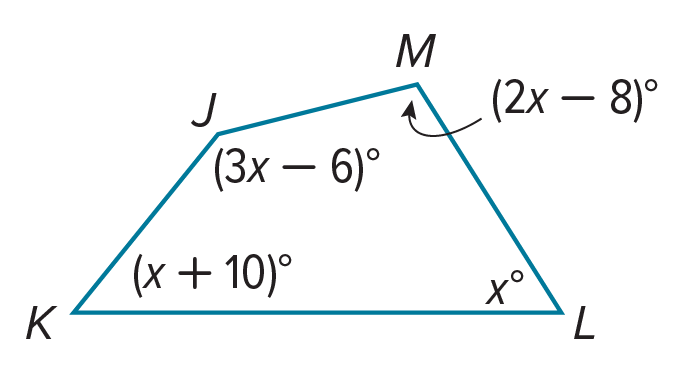 M
(2x − 8)°
J
(3x − 6)°
(x + 10)°
x°
K
L